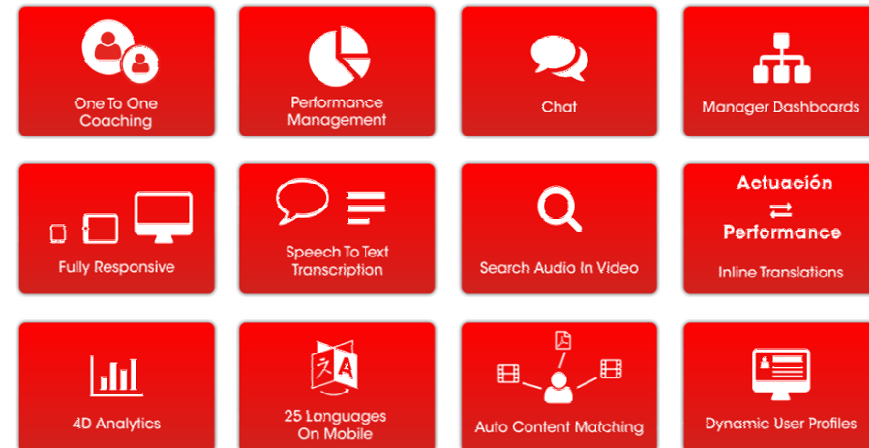 One To One
Coaching
Performance
Management
Chat
Manager Dashboards
Fully Responsive
Speech To Text
Transcription
Search Audio In Video
Actuación
Performance
Inline Translations
4D Analytics
A
25 Languages
On Mobile
Auto Content Matching
Dynamic User Profiles